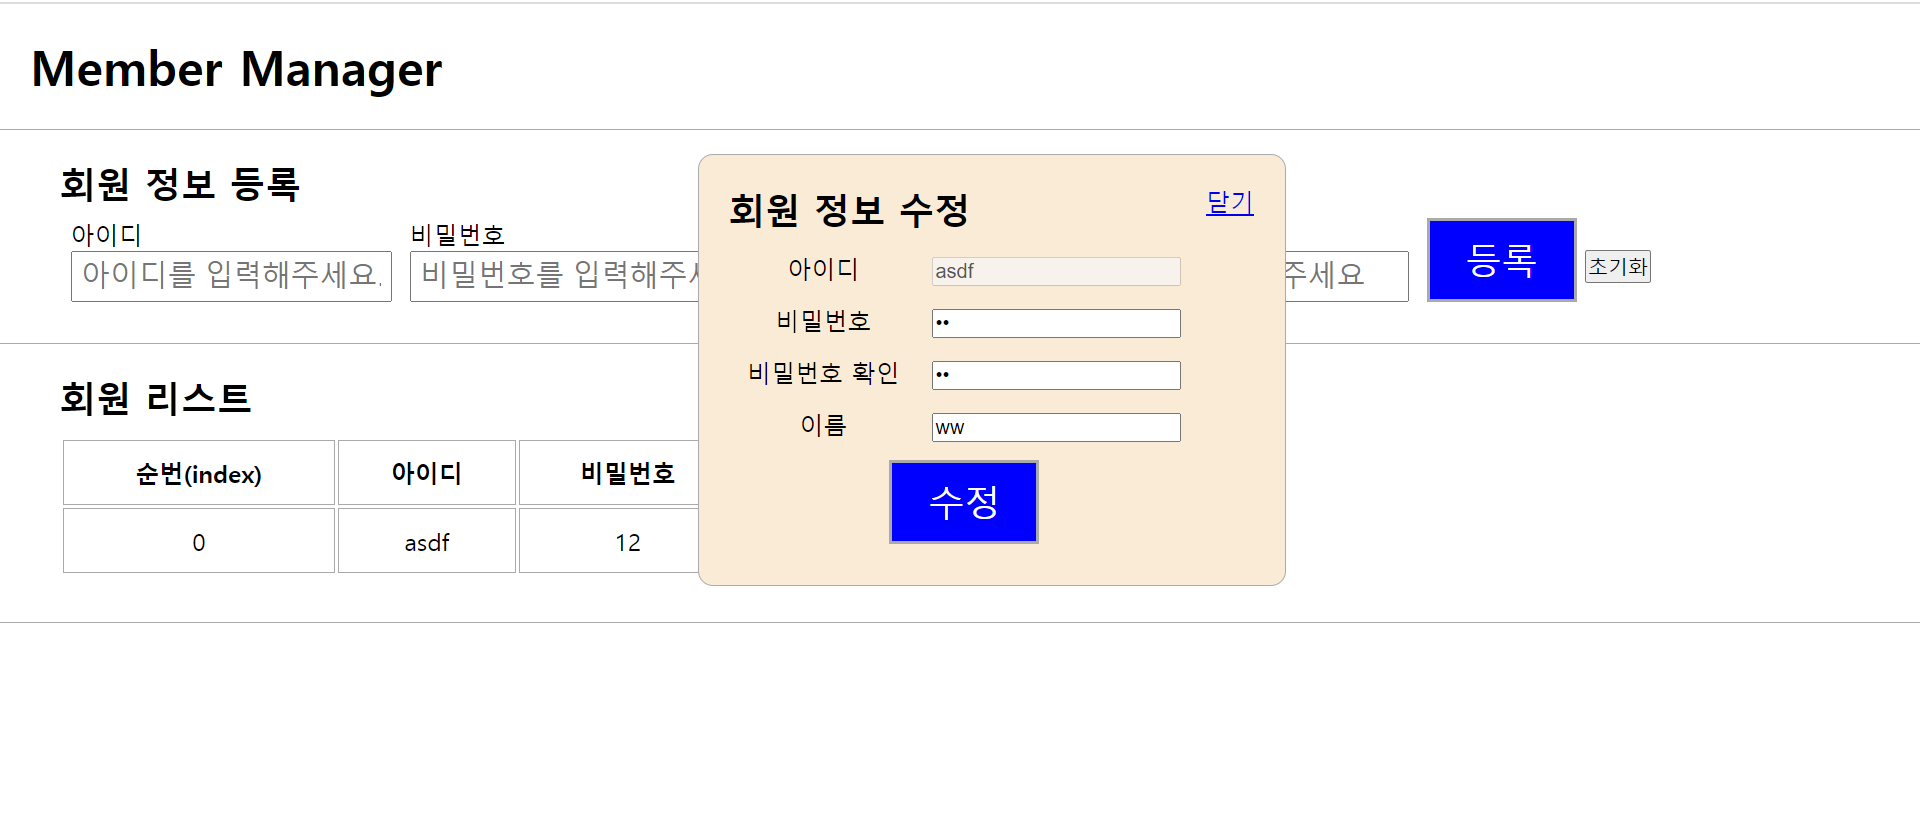 Member Manager
회원 정보 등록
아이디
비밀번호
아이디를 입력해주세요.
비밀번호를 입력해주
주세요
등록
초기화
회원 정보 수정
닫기
아이디
asdf
비밀번호
••
비밀번호 확인
••
이름
ww
수정
회원 리스트
순번(index)
아이디
비밀번호
0
asdf
12